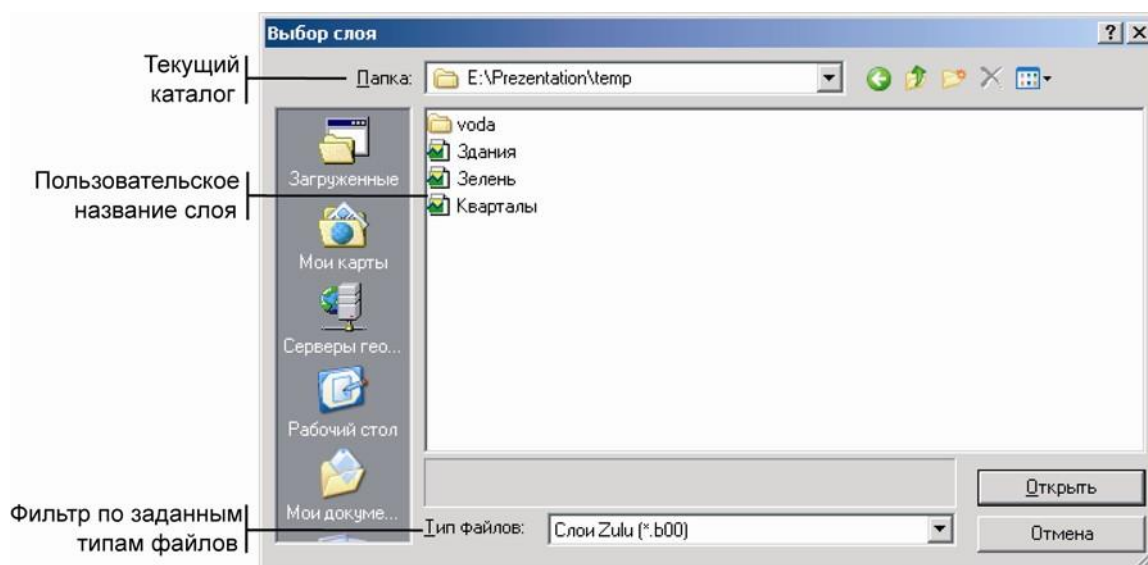 Выбор слоя
Текущий
каталог
Папка:
E:\Prezentation\temp
voda
Здания
Зелень
Кварталы
Пользовательское
название слоя
Загруженные
Мои карты
Серверы гео...
Рабочий стол
Мои докуме...
Открыть
Фильтр по заданным
типам файлов
Тип файлов:
Слои Zulu (*.b00)
Отмена